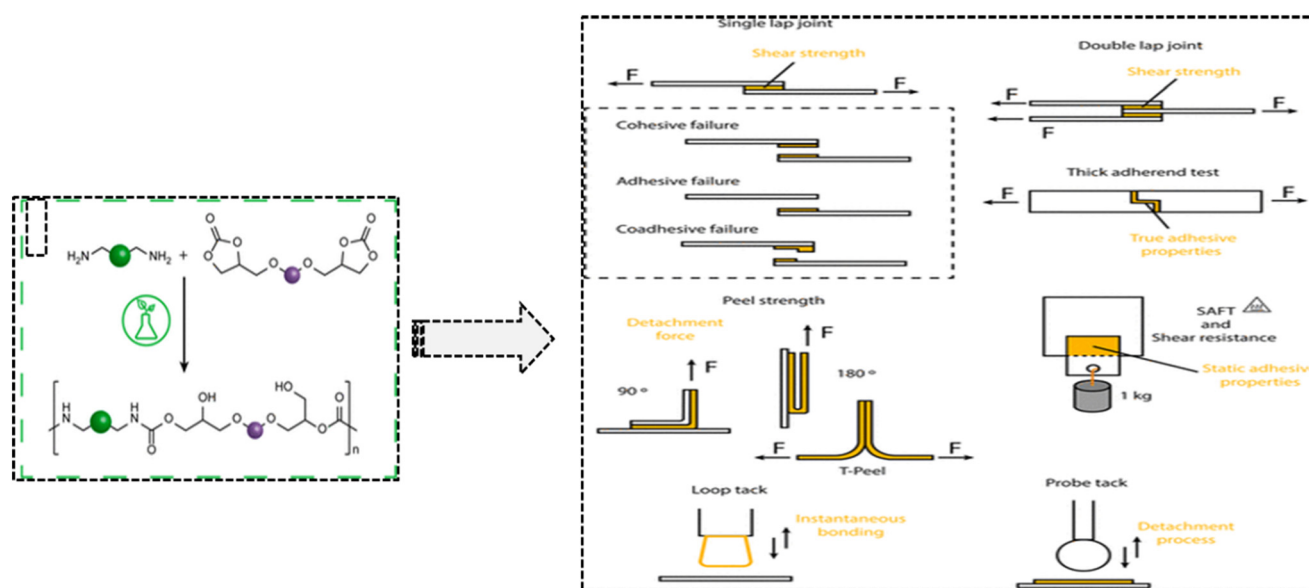 H₂N
NH₂ +
O
O
O
O
O
O
O
O
H
N
H
N
O
O
OH
O
O
HO
O
O
n
Single lap joint
Shear strength
F
F
Cohesive failure
Adhesive failure
Coadhesive failure
Double lap joint
Shear strength
F
F
F
Thick adherend test
F
F
True adhesive
properties
Peel strength
Detachment
force
F
90 °
F
180 °
F
F
T-Peel
SAFT
and
Shear resistance
Static adhesive
properties
1 kg
Loop tack
Instantaneous
bonding
Probe tack
Detachment
process